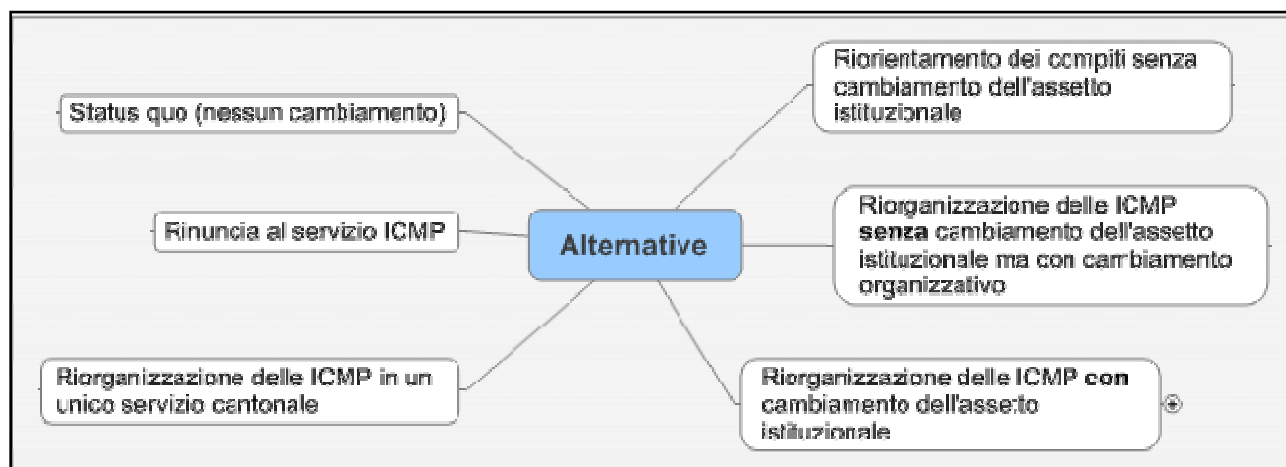 Status quo (nessun cambiamento)
Rinuncia al servizio ICMP
Riorganizzazione delle ICMP in un
unico servizio cantonale
Alternative
Riorientamento dei compiti senza
cambiamento dell'assetto
istituzionale
Riorganizzazione delle ICMP
senza cambiamento dell'assetto
istituzionale ma con cambiamento
organizzativo
Riorganizzazione delle ICMP con
cambiamento dell'assetto
istituzionale